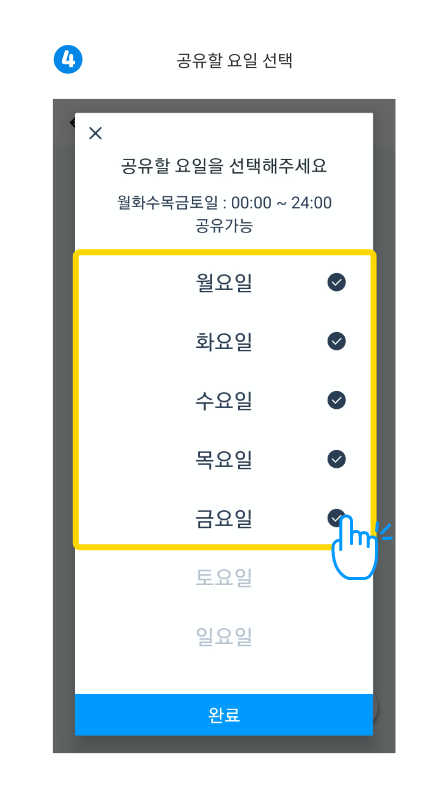 4
공유할 요일 선택
공유할 요일을 선택해주세요
월화수목금토일 : 00:00 ~ 24:00
공유가능
월요일
화요일
수요일
목요일
금요일
토요일
일요일
완료